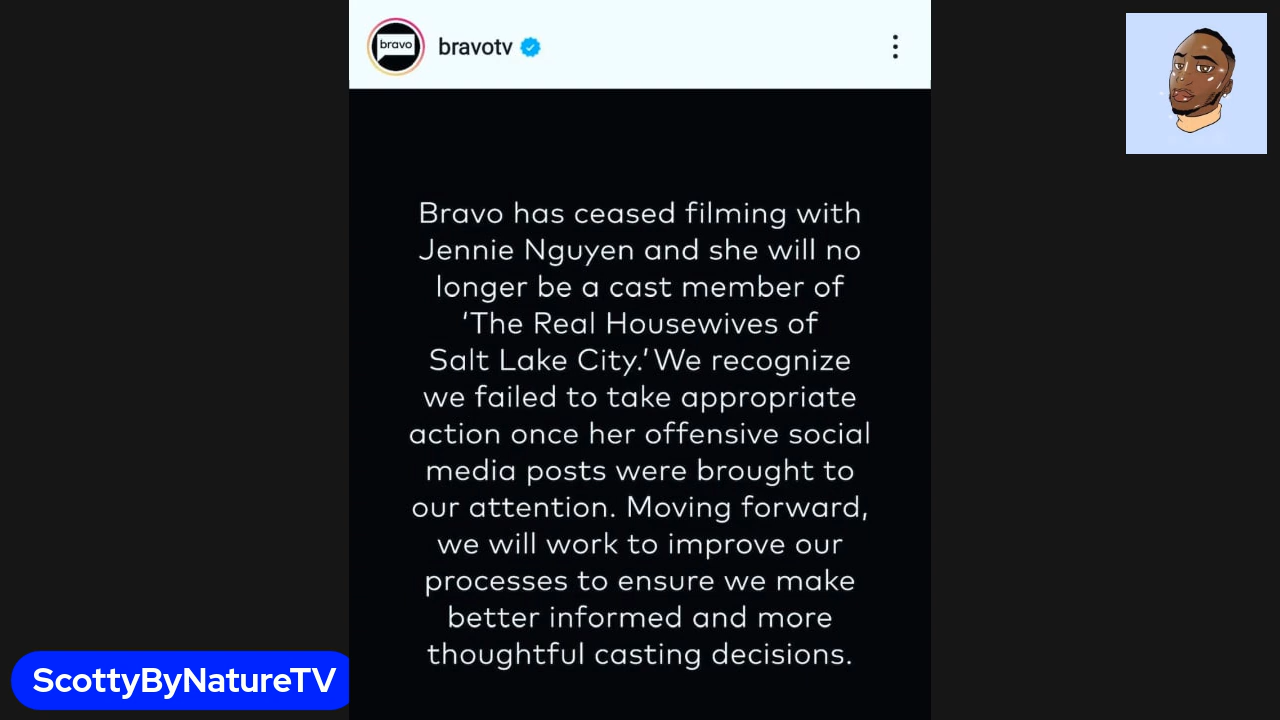 bravo
bravotv
Bravo has ceased filming with
Jennie Nguyen and she will no
longer be a cast member of
'The Real Housewives of
Salt Lake City.' We recognize
we failed to take appropriate
action once her offensive social
media posts were brought to
our attention. Moving forward,
we will work to improve our
processes to ensure we make
better informed and more
thoughtful casting decisions.
ScottyByNatureTV